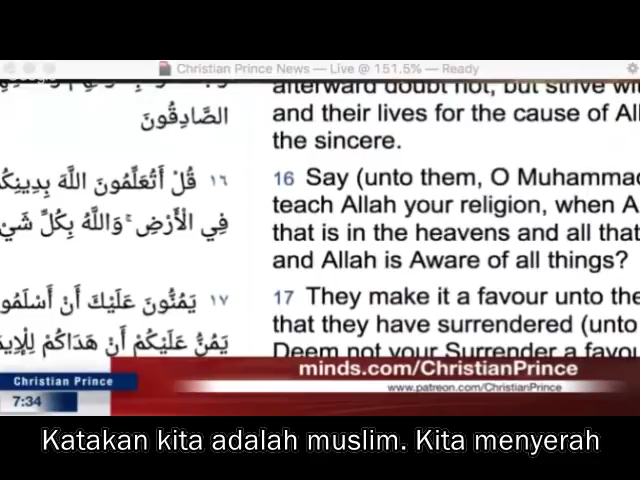 Christian Prince News — Live @ 151.5% — Ready
afterward doubt not, but strive wi
and their lives for the cause of Al
the sincere.
16 Say (unto them, O Muhammad
teach Allah your religion, when A
that is in the heavens and all that
and Allah is Aware of all things?
17 They make it a favour unto the
that they have surrendered (unto
Deem not your Surrender a favou
الصَّادِقُونَ
١٦ قُلْ أَتُعَلِّمُونَ اللَّهَ بِدِينِكُ
فِي الْأَرْضِ ۚ وَاللَّهُ بِكُلِّ شَيْ
١٧ يَمُنُّونَ عَلَيْكَ أَنْ أَسْلَمُو
يَمُنُّ عَلَيْكُمْ أَنْ هَدَاكُمْ لِلْإِيمَ
minds.com/ChristianPrince
www.patreon.com/ChristianPrince
Christian Prince
7:34
Katakan kita adalah muslim. Kita menyerah